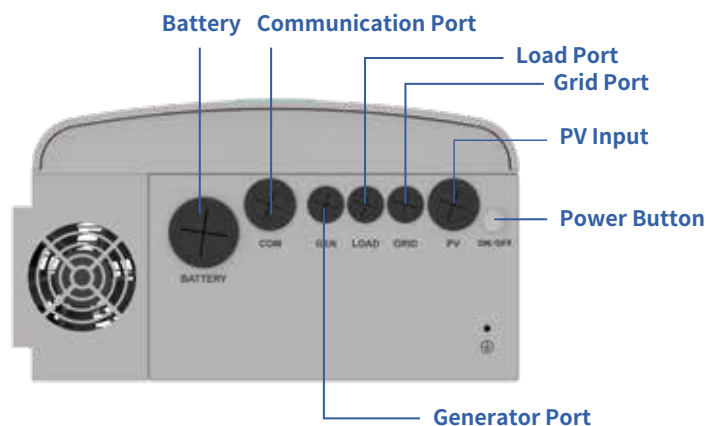 Battery Communication Port
Load Port
Grid Port
PV Input
Power Button
COM GEN LOAD GRID PV ON/OFF
BATTERY
Generator Port